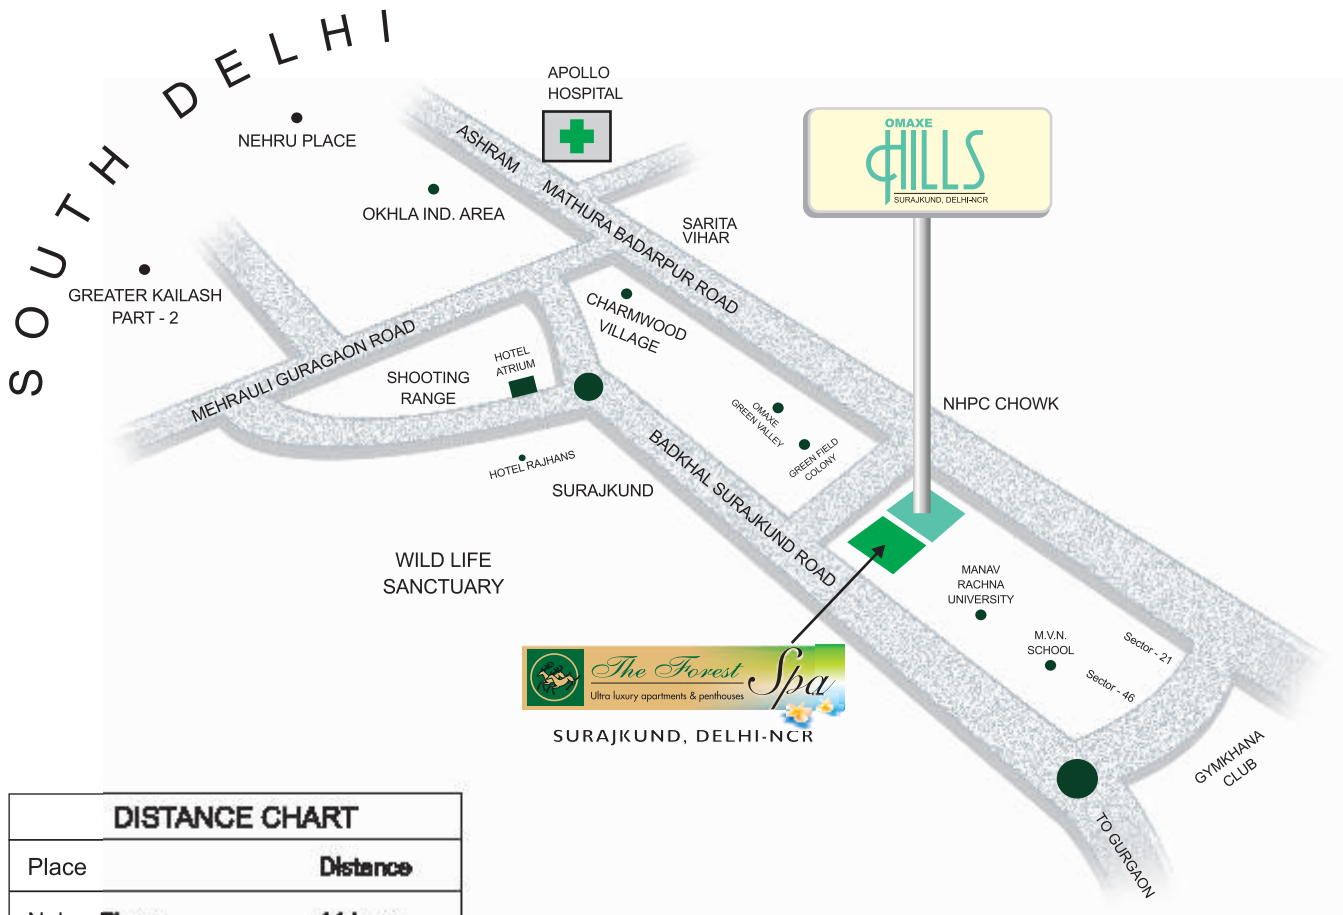 SOUTH DELHI
APOLLO
HOSPITAL
NEHRU PLACE
ASHRAM
MATHURA BADARPUR ROAD
OKHLA IND. AREA
SARITA
VIHAR
OMAXE
HILLS
SURAJKUND, DELHI-NCR
GREATER KAILASH
PART - 2
MEHRAULI GURAGAON ROAD
CHARMWOOD
VILLAGE
HOTEL
ATRIUM
SHOOTING
RANGE
NHPC CHOWK
OMAXE
GREEN VALLEY
GREEN FIELD
COLONY
HOTEL RAJHANS
SURAJKUND
BADKHAL SURAJKUND ROAD
WILD LIFE
SANCTUARY
MANAV
RACHNA
UNIVERSITY
M.V.N.
SCHOOL
Sector - 21
Sector - 46
The Forest
Spa
Ultra luxury apartments & penthouses
SURAJKUND, DELHI-NCR
GYMKHANA
CLUB
TO GURGAON
DISTANCE CHART
Place Distance